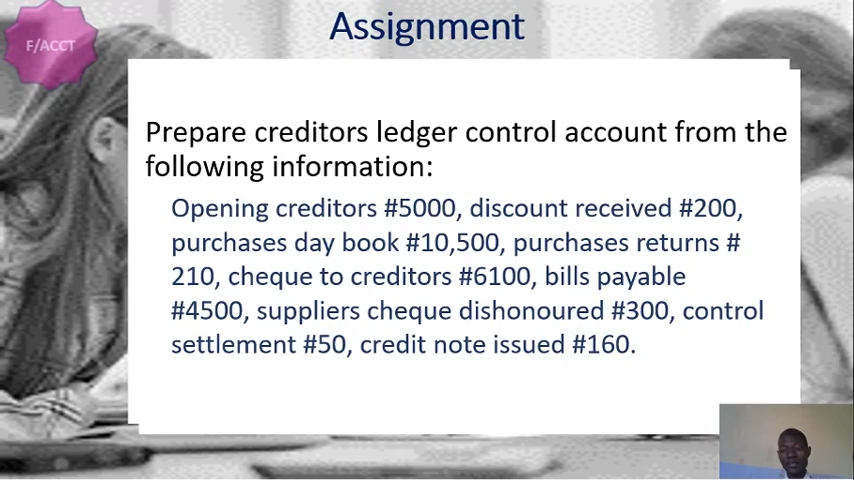 Assignment
F/ACCT
Prepare creditors ledger control account from the
following information:
Opening creditors #5000, discount received #200,
purchases day book #10,500, purchases returns #
210, cheque to creditors #6100, bills payable
#4500, suppliers cheque dishonoured #300, control
settlement #50, credit note issued #160.